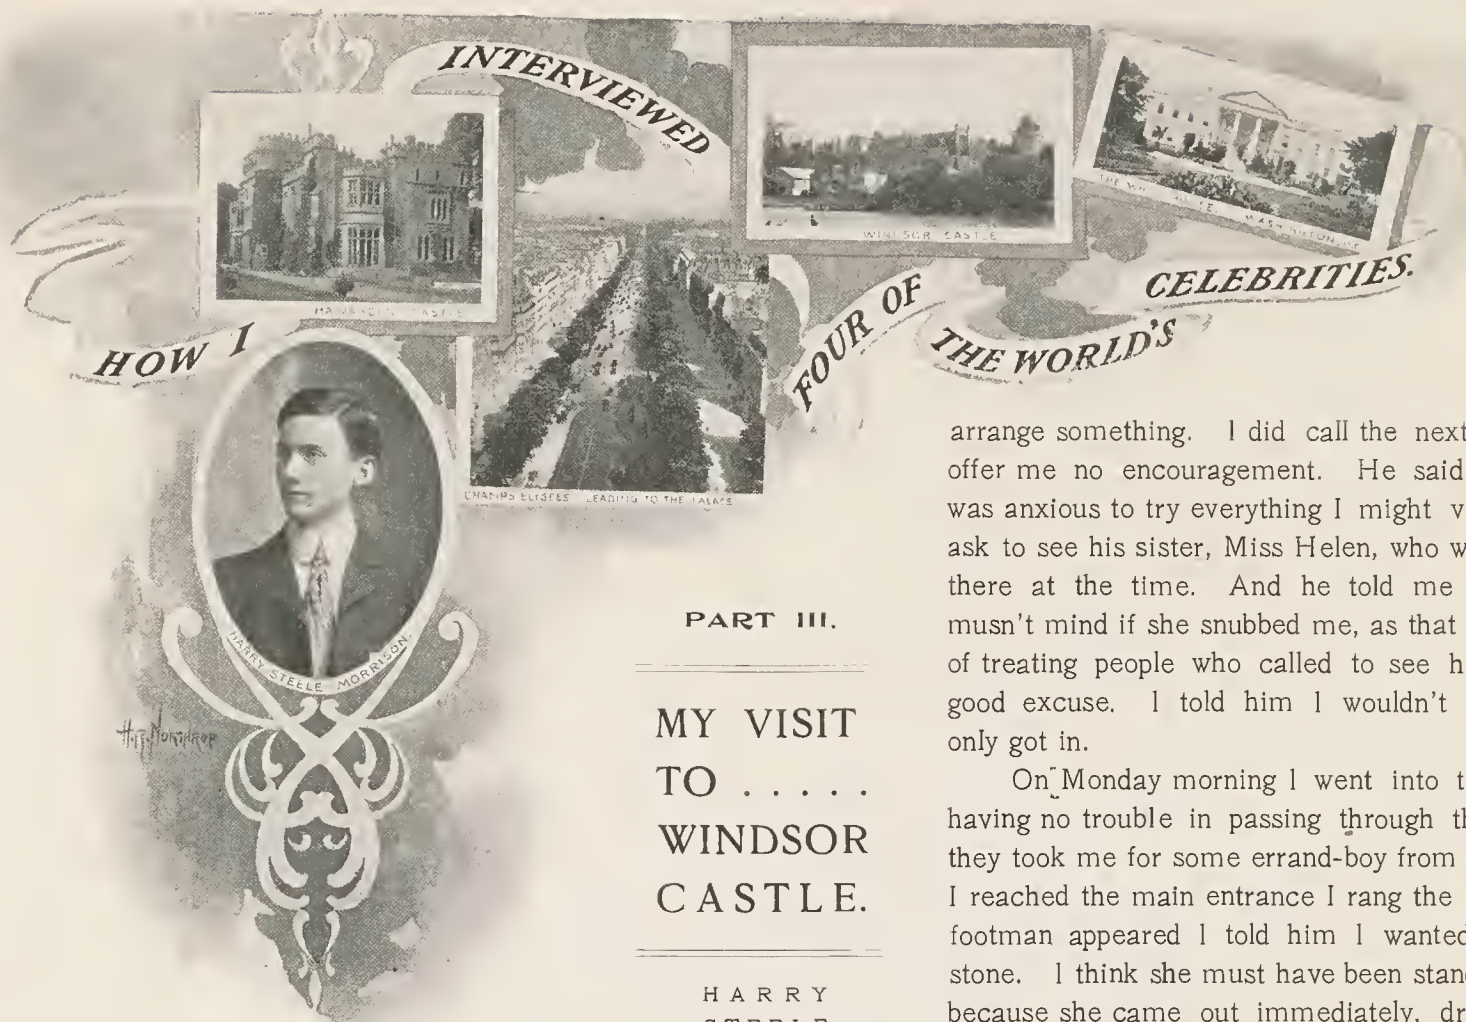 HOW I
INTERVIEWED
FOUR OF
THE WORLD'S
CELEBRITIES.
CASTLE
CHAMPS ELYSEES LEADING TO THE PALACE
WINDSOR CASTLE
HARRY STEELE MORRISON.
H.G. Northrop
PART III.
MY VISIT
TO . . . . .
WINDSOR
CASTLE.
HARRY
STEELE
arrange something. I did call the next
offer me no encouragement. He said
was anxious to try everything I might
ask to see his sister, Miss Helen, who
there at the time. And he told me
musn't mind if she snubbed me, as that
of treating people who called to see
good excuse. I told him I wouldn't
only got in.
On Monday morning I went into
having no trouble in passing through
they took me for some errand-boy from
I reached the main entrance I rang the
footman appeared I told him I wanted
stone. I think she must have been
because she came out immediately,